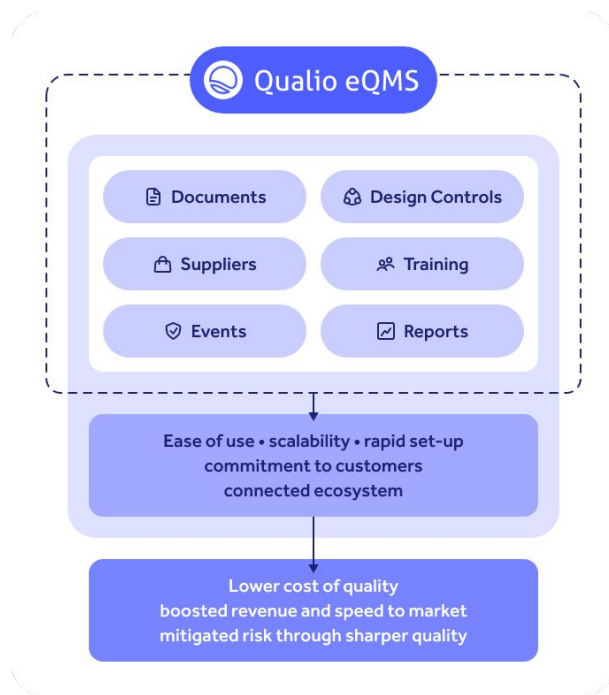 Qualio eQMS
Documents
Design Controls
Suppliers
Training
Events
Reports
Ease of use • scalability • rapid set-up
commitment to customers
connected ecosystem
Lower cost of quality
boosted revenue and speed to market
mitigated risk through sharper quality